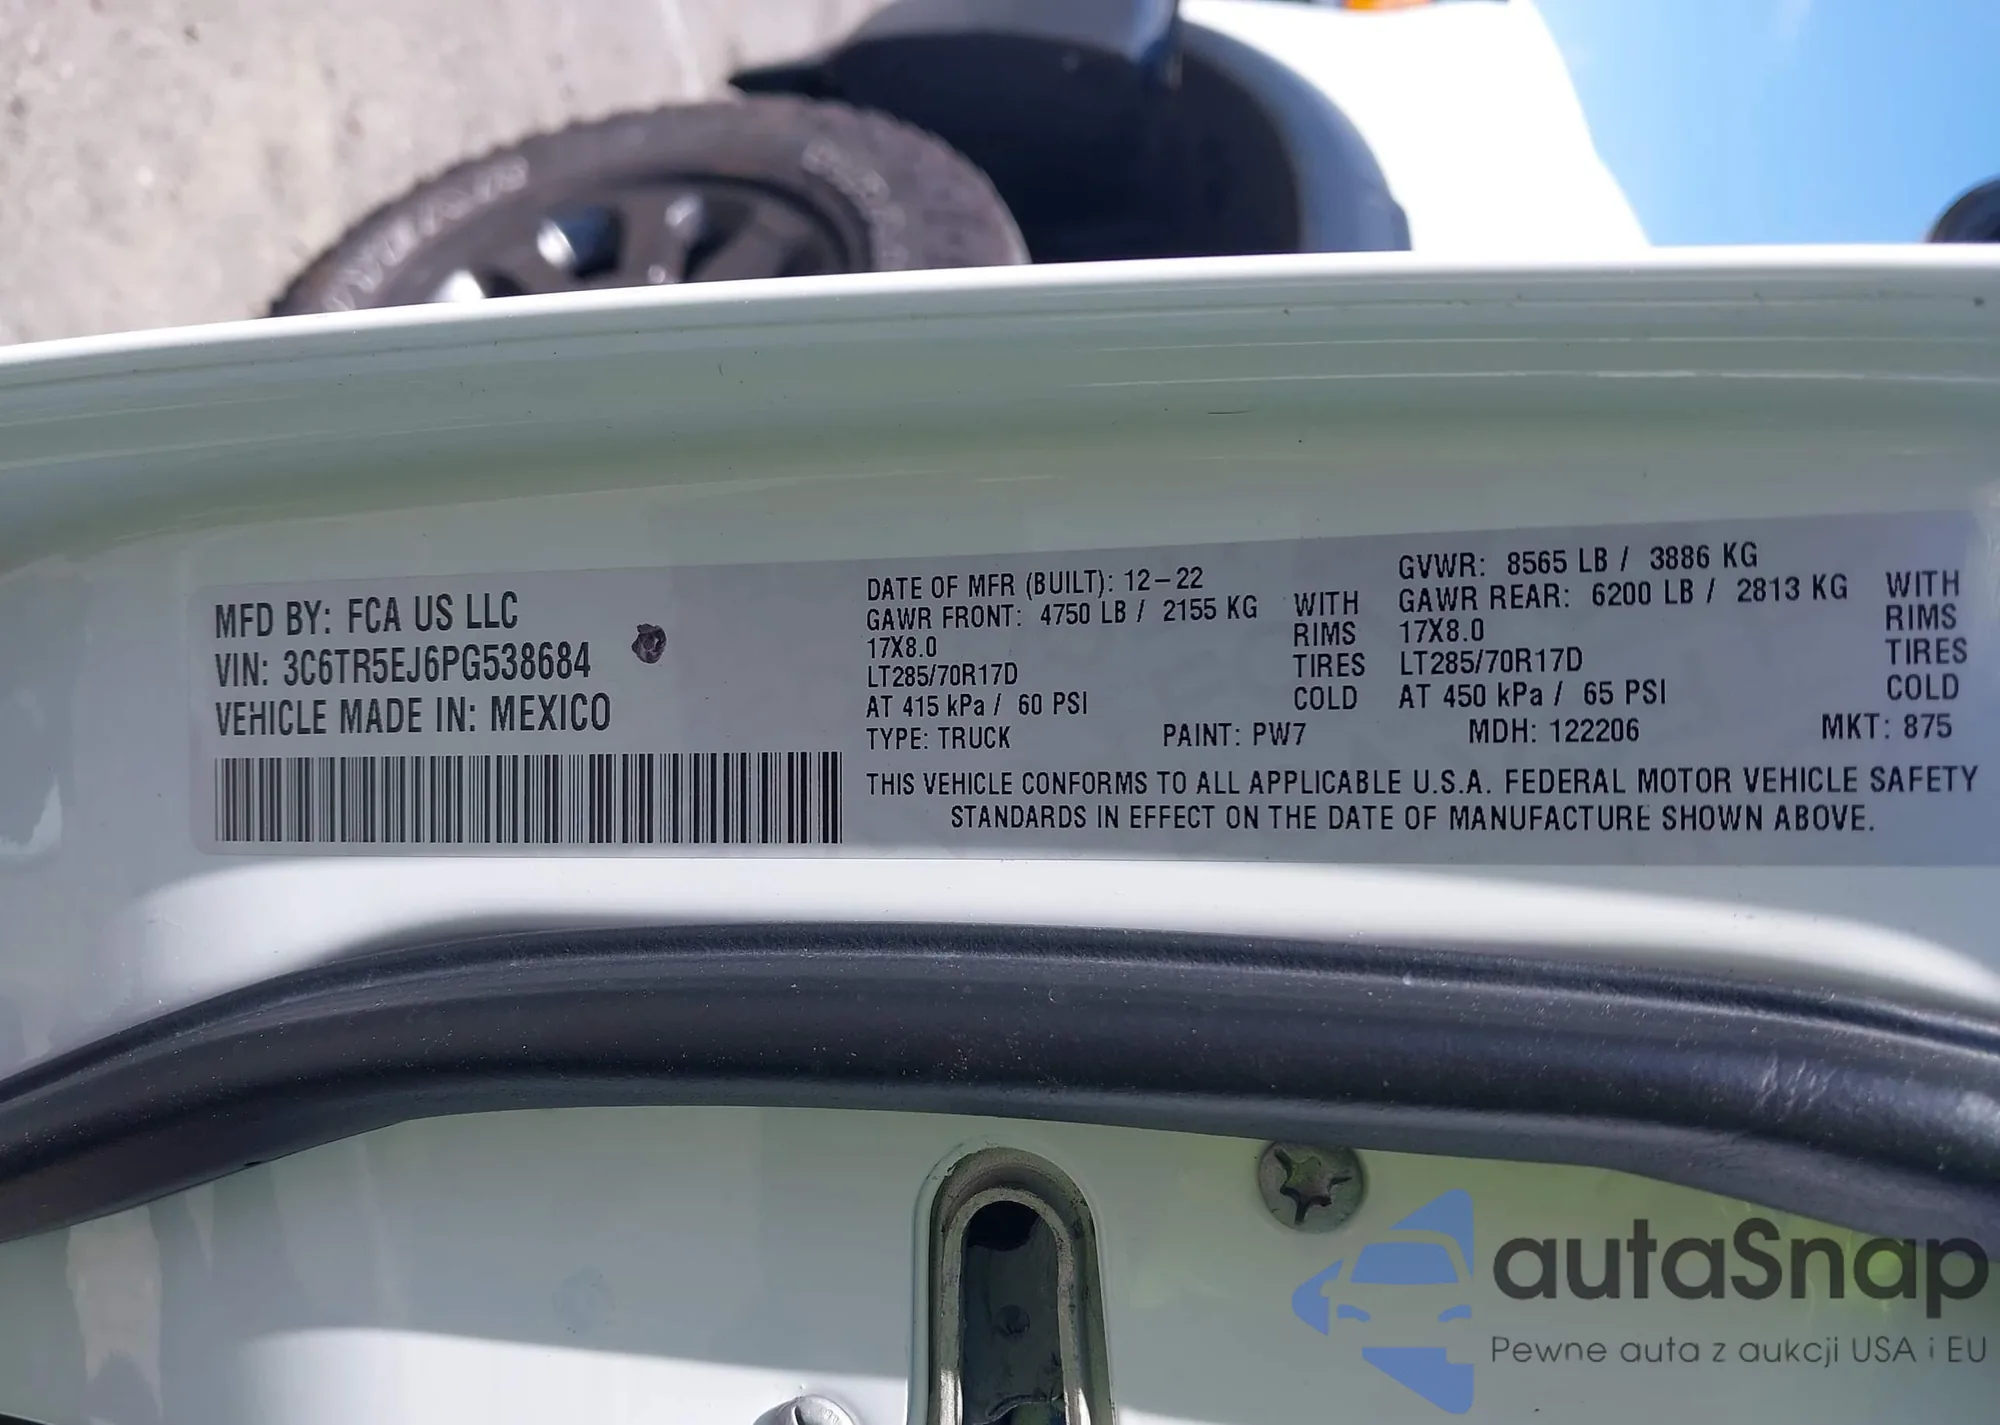 MFD BY: FCA US LLC
VIN: 3C6TR5EJ6PG538684
VEHICLE MADE IN: MEXICO
DATE OF MFR (BUILT): 12-22
GAWR FRONT: 4750 LB / 2155 KG WITH
17X8.0 RIMS
LT285/70R17D TIRES
AT 415 kPa / 60 PSI COLD
GVWR: 8565 LB / 3886 KG
GAWR REAR: 6200 LB / 2813 KG WITH
17X8.0 RIMS
LT285/70R17D TIRES
AT 450 kPa / 65 PSI COLD
TYPE: TRUCK PAINT: PW7 MDH: 122206 MKT: 875
THIS VEHICLE CONFORMS TO ALL APPLICABLE U.S.A. FEDERAL MOTOR VEHICLE SAFETY
STANDARDS IN EFFECT ON THE DATE OF MANUFACTURE SHOWN ABOVE.
autaSnap
Pewne auta z aukcji USA i EU